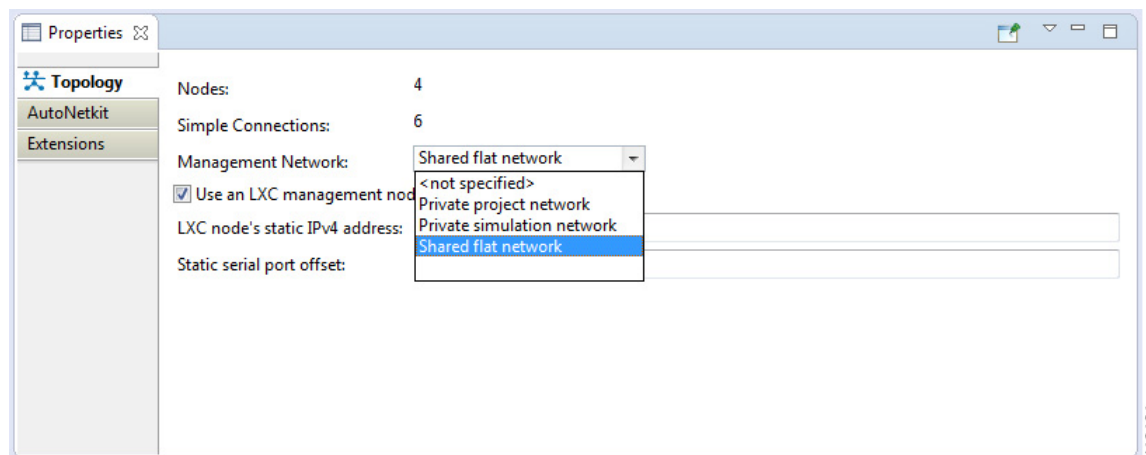 Properties
Topology
AutoNetkit
Extensions
Nodes: 4
Simple Connections: 6
Management Network: Shared flat network
<not specified>
Private project network
Private simulation network
Shared flat network
Use an LXC management nod
LXC node's static IPv4 address:
Static serial port offset: